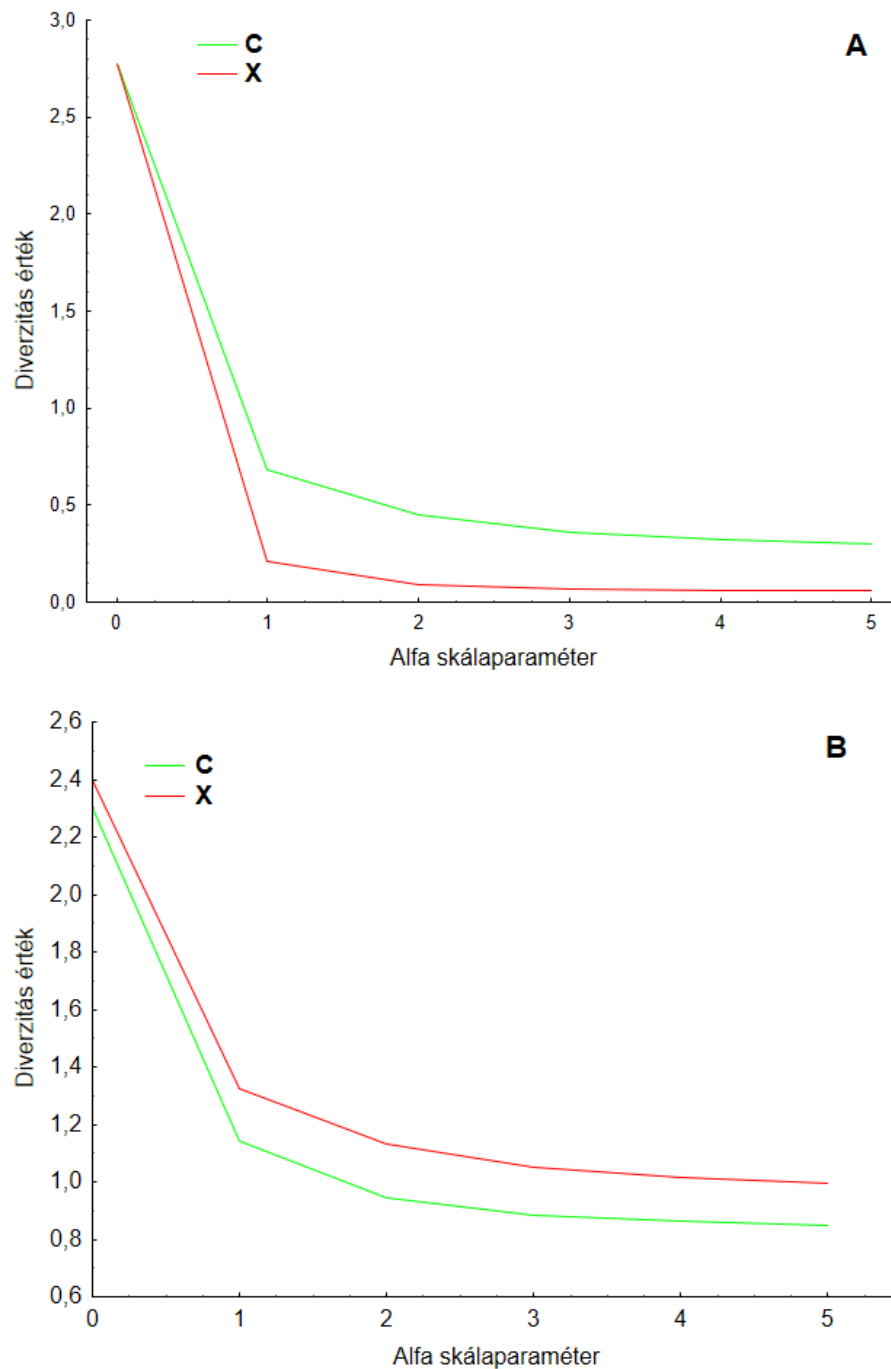 A
C
X
3,0
2,5
2,0
1,5
1,0
0,5
0,0
Diverzitás érték
0 1 2 3 4 5
Alfa skálaparaméter
B
C
X
2,6
2,4
2,2
2,0
1,8
1,6
1,4
1,2
1,0
0,8
0,6
Diverzitás érték
0 1 2 3 4 5
Alfa skálaparaméter